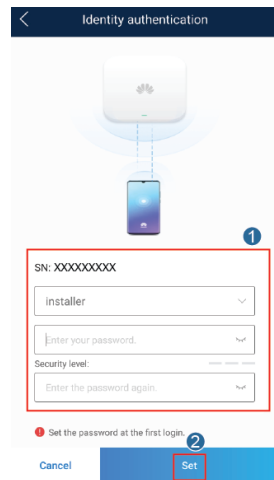 Identity authentication
1
SN: XXXXXXXXX
installer
Enter your password.
Security level:
Enter the password again.
Set the password at the first login.
2
Cancel
Set